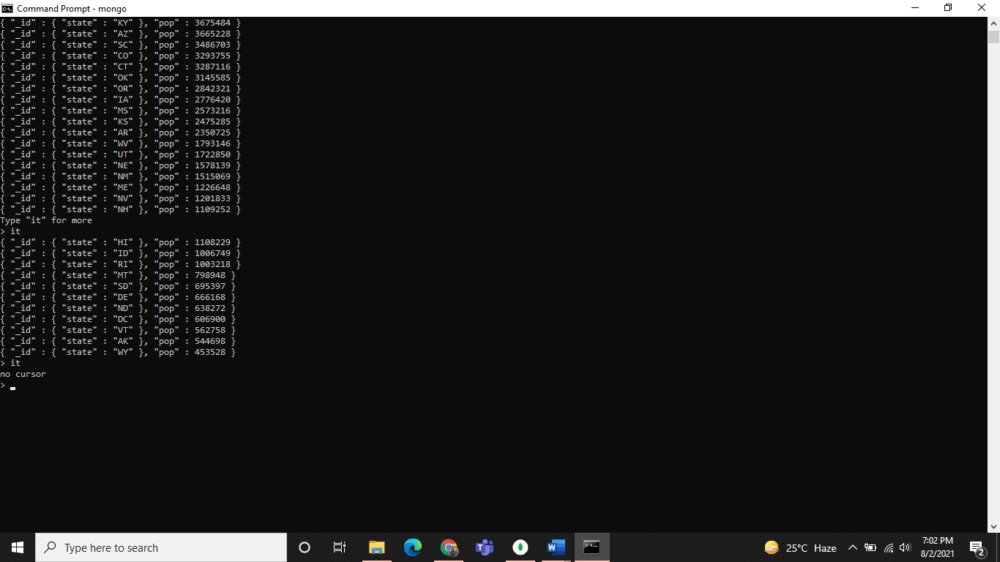 Command Prompt - mongo
{ "_id" : { "state" : "KY" }, "pop" : 3675484 }
{ "_id" : { "state" : "AZ" }, "pop" : 3665228 }
{ "_id" : { "state" : "SC" }, "pop" : 3486703 }
{ "_id" : { "state" : "CO" }, "pop" : 3293755 }
{ "_id" : { "state" : "CT" }, "pop" : 3287116 }
{ "_id" : { "state" : "OK" }, "pop" : 3145585 }
{ "_id" : { "state" : "OR" }, "pop" : 2842321 }
{ "_id" : { "state" : "IA" }, "pop" : 2776420 }
{ "_id" : { "state" : "MS" }, "pop" : 2573216 }
{ "_id" : { "state" : "KS" }, "pop" : 2475285 }
{ "_id" : { "state" : "AR" }, "pop" : 2350725 }
{ "_id" : { "state" : "WV" }, "pop" : 1793146 }
{ "_id" : { "state" : "UT" }, "pop" : 1722850 }
{ "_id" : { "state" : "NE" }, "pop" : 1578139 }
{ "_id" : { "state" : "NM" }, "pop" : 1515069 }
{ "_id" : { "state" : "ME" }, "pop" : 1226648 }
{ "_id" : { "state" : "NV" }, "pop" : 1201833 }
{ "_id" : { "state" : "NH" }, "pop" : 1109252 }
Type "it" for more
> it
{ "_id" : { "state" : "HI" }, "pop" : 1108229 }
{ "_id" : { "state" : "ID" }, "pop" : 1006749 }
{ "_id" : { "state" : "RI" }, "pop" : 1003218 }
{ "_id" : { "state" : "MT" }, "pop" : 798948 }
{ "_id" : { "state" : "SD" }, "pop" : 695397 }
{ "_id" : { "state" : "DE" }, "pop" : 666168 }
{ "_id" : { "state" : "ND" }, "pop" : 638272 }
{ "_id" : { "state" : "DC" }, "pop" : 606900 }
{ "_id" : { "state" : "VT" }, "pop" : 562758 }
{ "_id" : { "state" : "AK" }, "pop" : 544698 }
{ "_id" : { "state" : "WY" }, "pop" : 453528 }
> it
no cursor
>
Type here to search
25°C Haze
7:02 PM
8/2/2021
2